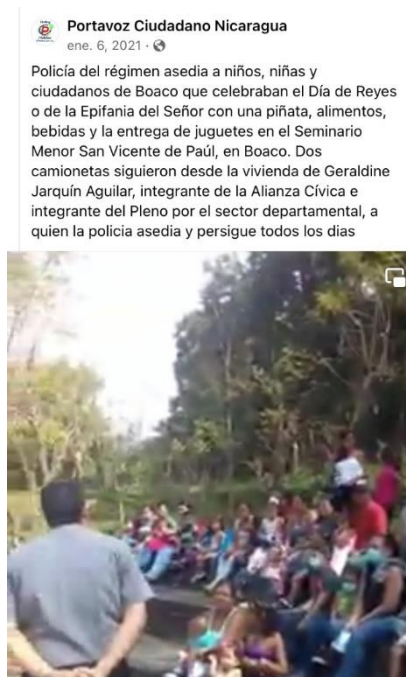 Portavoz Ciudadano Nicaragua
ene. 6, 2021 ·
Policía del régimen asedia a niños, niñas y
ciudadanos de Boaco que celebraban el Día de Reyes
o de la Epifania del Señor con una piñata, alimentos,
bebidas y la entrega de juguetes en el Seminario
Menor San Vicente de Paúl, en Boaco. Dos
camionetas siguieron desde la vivienda de Geraldine
Jarquín Aguilar, integrante de la Alianza Cívica e
integrante del Pleno por el sector departamental, a
quien la policia asedia y persigue todos los dias